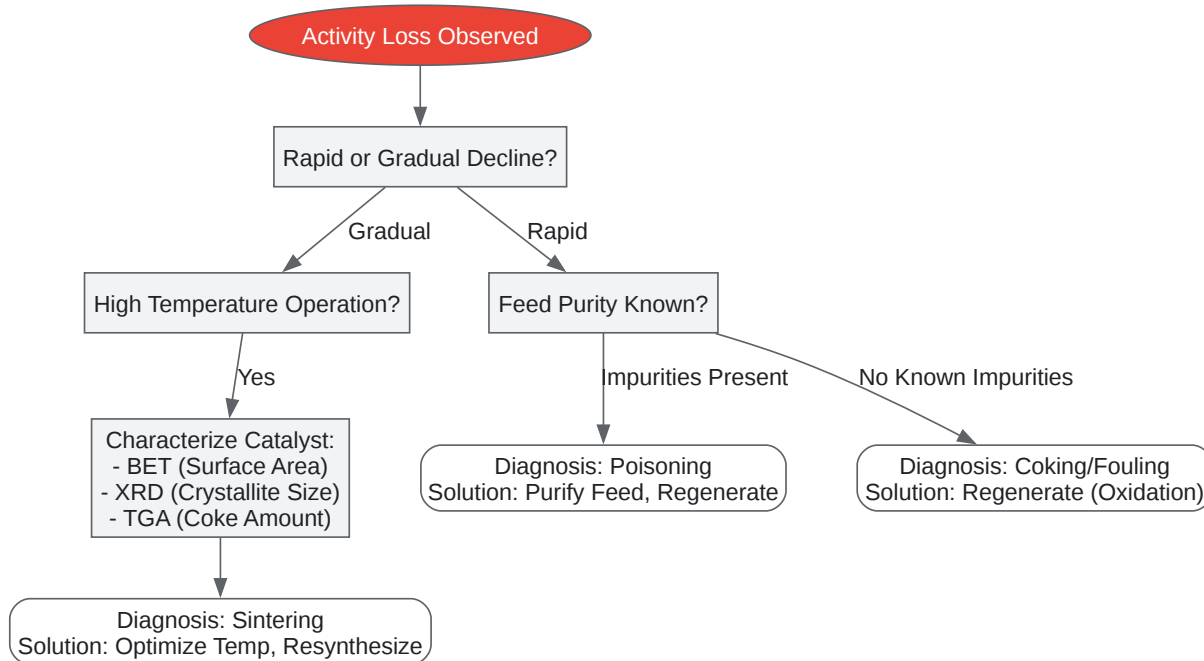 Activity Loss Observed
Rapid or Gradual Decline?
Gradual
Rapid
High Temperature Operation?
Feed Purity Known?
Yes
Impurities Present
No Known Impurities
Characterize Catalyst:
- BET (Surface Area)
- XRD (Crystallite Size)
- TGA (Coke Amount)
Diagnosis: Poisoning
Solution: Purify Feed, Regenerate
Diagnosis: Coking/Fouling
Solution: Regenerate (Oxidation)
Diagnosis: Sintering
Solution: Optimize Temp, Resynthesize